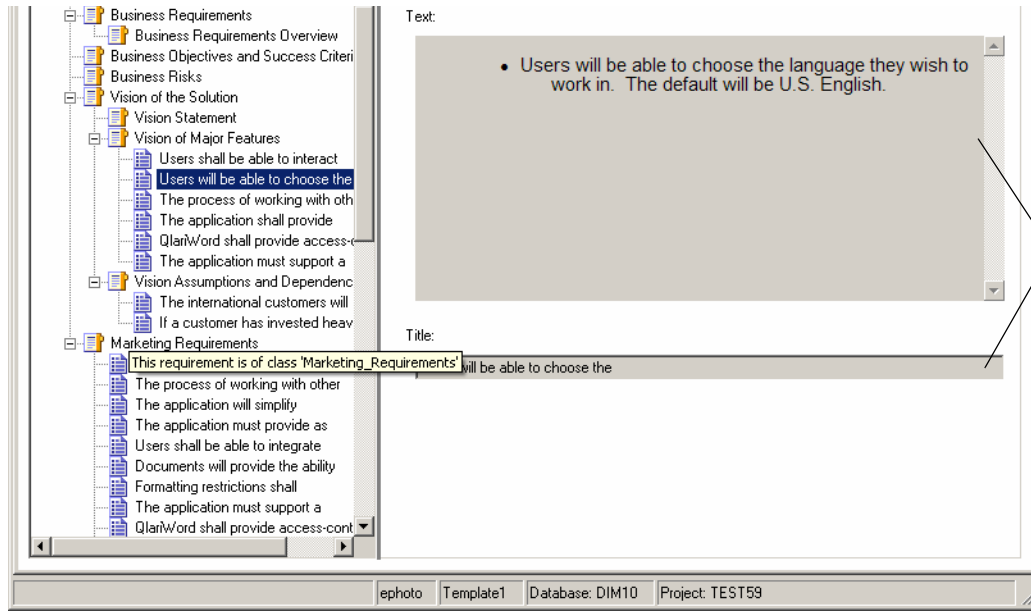 Business Requirements
Business Requirements Overview
Business Objectives and Success Criteri
Business Risks
Vision of the Solution
Vision Statement
Vision of Major Features
Users shall be able to interact
Users will be able to choose the
The process of working with oth
The application shall provide
QlariWord shall provide access-c
The application must support a
Vision Assumptions and Dependenc
The international customers will
If a customer has invested heav
Marketing Requirements
This requirement is of class 'Marketing_Requirements'
The process of working with other
The application will simplify
The application must provide as
Users shall be able to integrate
Documents will provide the ability
Formatting restrictions shall
The application must support a
QlariWord shall provide access-cont
Text:
• Users will be able to choose the language they wish to
work in. The default will be U.S. English.
Title:
will be able to choose the
ephoto Template1 Database: DIM10 Project: TEST59